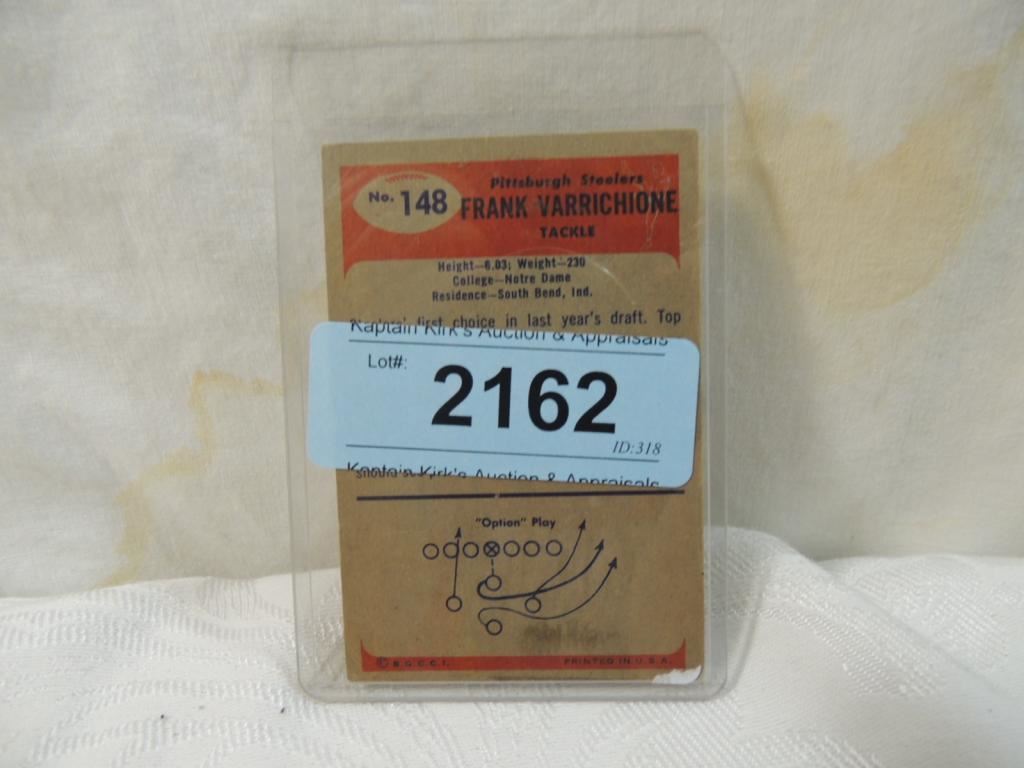 No. 148
Pittsburgh Steelers
FRANK VARRICHIONE
TACKLE
Height—6.03; Weight—230
College—Notre Dame
Residence—South Bend, Ind.
first choice in last year's draft. Top
Kaptain Kirk's Auction & Appraisals
Lot#:
2162
ID:318
Kaptain Kirk's Auction & Appraisals
"Option" Play
© B.G.C.C.I.
PRINTED IN U.S.A.